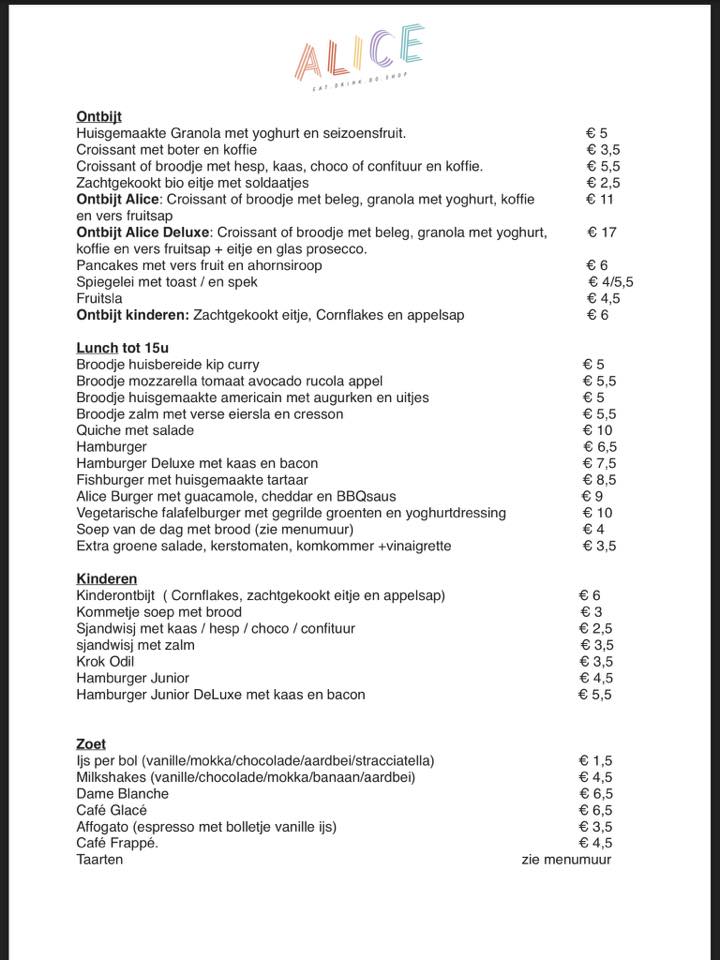 ALICE
EAT.DRINK.DO.SHOP
Ontbijt
Huisgemaakte Granola met yoghurt en seizoensfruit. € 5
Croissant met boter en koffie € 3,5
Croissant of broodje met hesp, kaas, choco of confituur en koffie. € 5,5
Zachtgekookt bio eitje met soldaatjes € 2,5
Ontbijt Alice: Croissant of broodje met beleg, granola met yoghurt, koffie € 11
en vers fruitsap
Ontbijt Alice Deluxe: Croissant of broodje met beleg, granola met yoghurt, € 17
koffie en vers fruitsap + eitje en glas prosecco.
Pancakes met vers fruit en ahornsiroop € 6
Spiegelei met toast / en spek € 4/5,5
Fruitsla € 4,5
Ontbijt kinderen: Zachtgekookt eitje, Cornflakes en appelsap € 6
Lunch tot 15u
Broodje huisbereide kip curry € 5
Broodje mozzarella tomaat avocado rucola appel € 5,5
Broodje huisgemaakte americain met augurken en uitjes € 5
Broodje zalm met verse eiersla en cresson € 5,5
Quiche met salade € 10
Hamburger € 6,5
Hamburger Deluxe met kaas en bacon € 7,5
Fishburger met huisgemaakte tartaar € 8,5
Alice Burger met guacamole, cheddar en BBQsaus € 9
Vegetarische falafelburger met gegrilde groenten en yoghurtdressing € 10
Soep van de dag met brood (zie menumuur) € 4
Extra groene salade, kerstomaten, komkommer +vinaigrette € 3,5
Kinderen
Kinderontbijt ( Cornflakes, zachtgekookt eitje en appelsap) € 6
Kommetje soep met brood € 3
Sjandwisj met kaas / hesp / choco / confituur € 2,5
sjandwisj met zalm € 3,5
Krok Odil € 3,5
Hamburger Junior € 4,5
Hamburger Junior DeLuxe met kaas en bacon € 5,5
Zoet
Ijs per bol (vanille/mokka/chocolade/aardbei/stracciatella) € 1,5
Milkshakes (vanille/chocolade/mokka/banaan/aardbei) € 4,5
Dame Blanche € 6,5
Café Glacé € 6,5
Affogato (espresso met bolletje vanille ijs) € 3,5
Café Frappé. € 4,5
Taarten zie menumuur